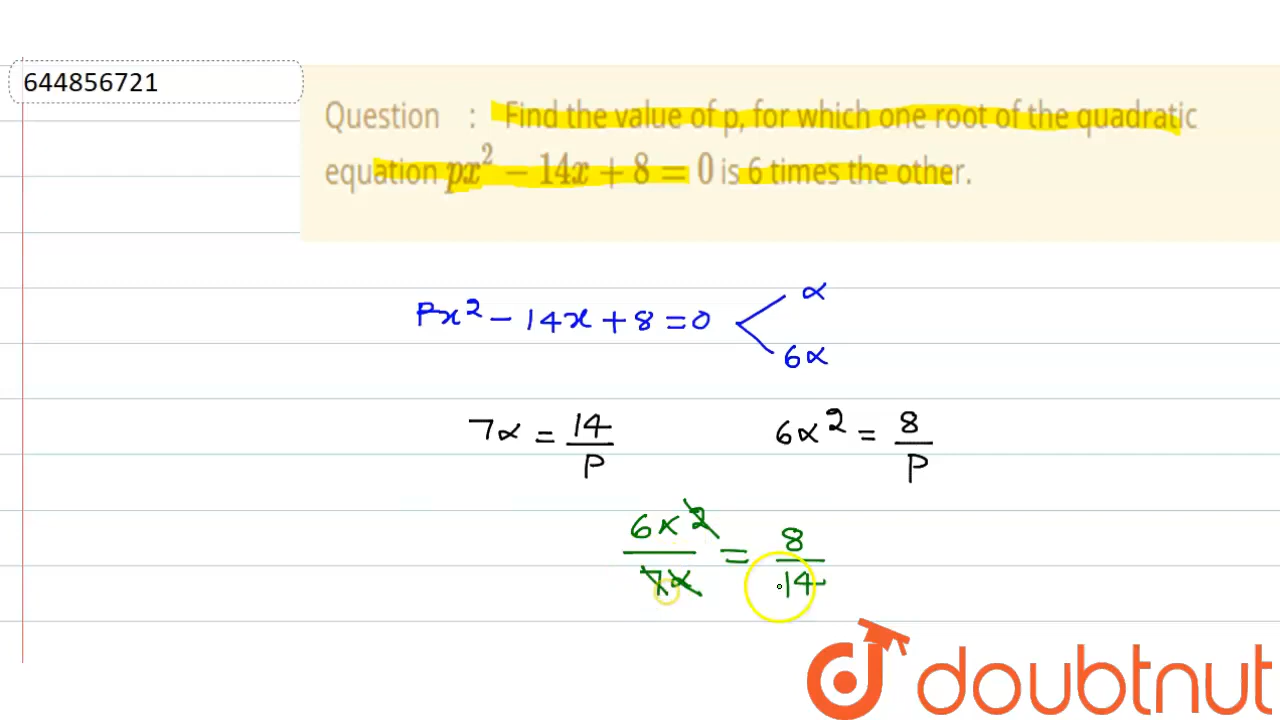 644856721
Question : Find the value of p, for which one root of the quadratic
equation px² − 14x + 8 = 0 is 6 times the other.
Px² − 14x + 8 = 0
α
6α
7α = 14/P
6α² = 8/P
6α²/7α = 8/14
doubtnut